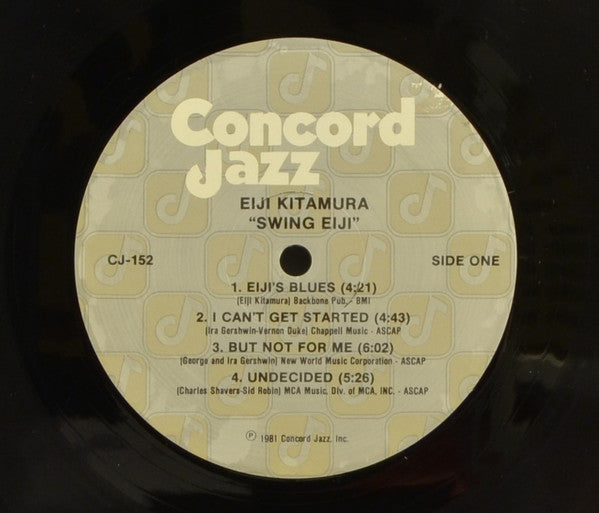 Concord
Jazz
EIJI KITAMURA
"SWING EIJI"
CJ-152 SIDE ONE
1. EIJI'S BLUES (4:21)
(Eiji Kitamura) Backbone Pub. - BMI
2. I CAN'T GET STARTED (4:43)
(Ira Gershwin-Vernon Duke) Chappell Music - ASCAP
3. BUT NOT FOR ME (6:02)
(George and Ira Gershwin) New World Music Corporation - ASCAP
4. UNDECIDED (5:26)
(Charles Shavers-Sid Robin) MCA Music, Div. of MCA, INC. - ASCAP
℗ 1981 Concord Jazz, Inc.